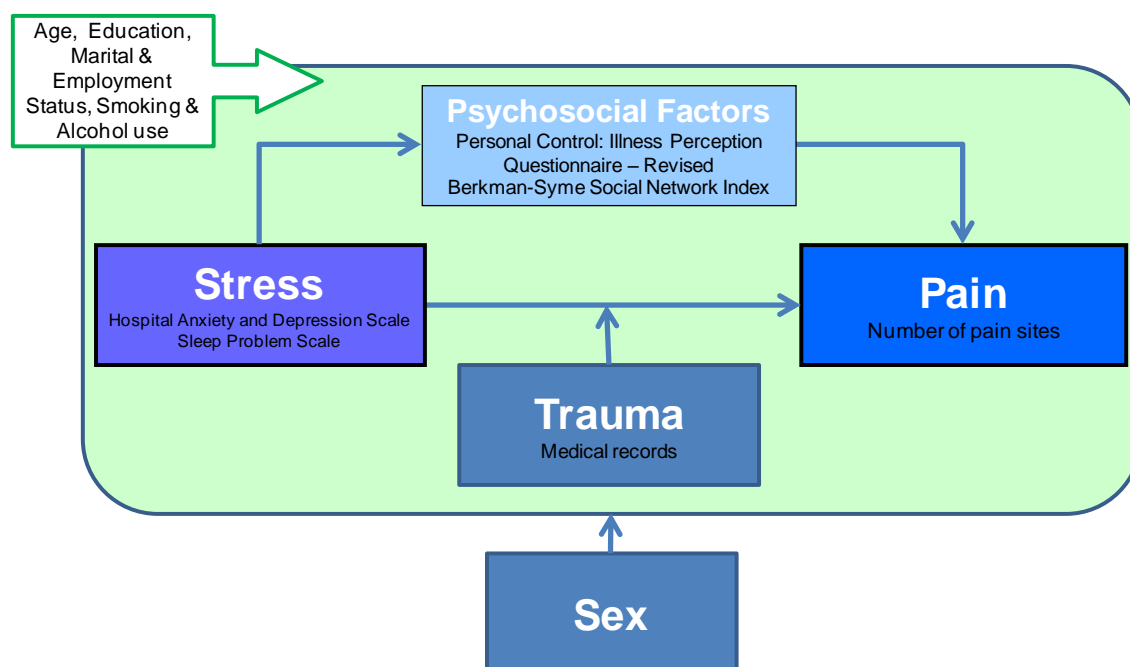 Age, Education,
Marital &
Employment
Status, Smoking &
Alcohol use
Psychosocial Factors
Personal Control: Illness Perception
Questionnaire – Revised
Berkman-Syme Social Network Index
Stress
Hospital Anxiety and Depression Scale
Sleep Problem Scale
Pain
Number of pain sites
Trauma
Medical records
Sex